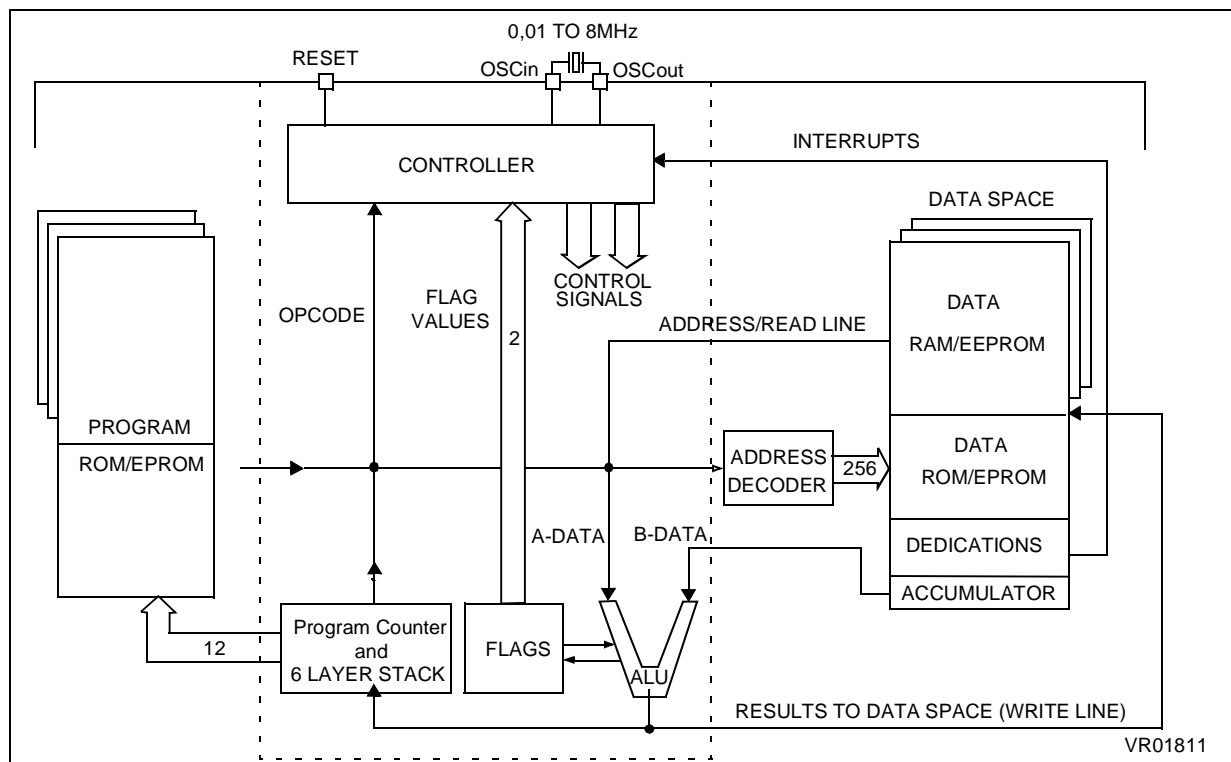 0,01 TO 8MHz
RESET
OSCin
OSCout
INTERRUPTS
CONTROLLER
DATA SPACE
CONTROL
SIGNALS
FLAG
VALUES
OPCODE
DATA
RAM/EEPROM
ADDRESS/READ LINE
2
PROGRAM
ROM/EPROM
DATA
ROM/EPROM
ADDRESS
DECODER
256
A-DATA
B-DATA
DEDICATIONS
ACCUMULATOR
Program Counter
and
6 LAYER STACK
12
FLAGS
ALU
RESULTS TO DATA SPACE (WRITE LINE)
VR01811